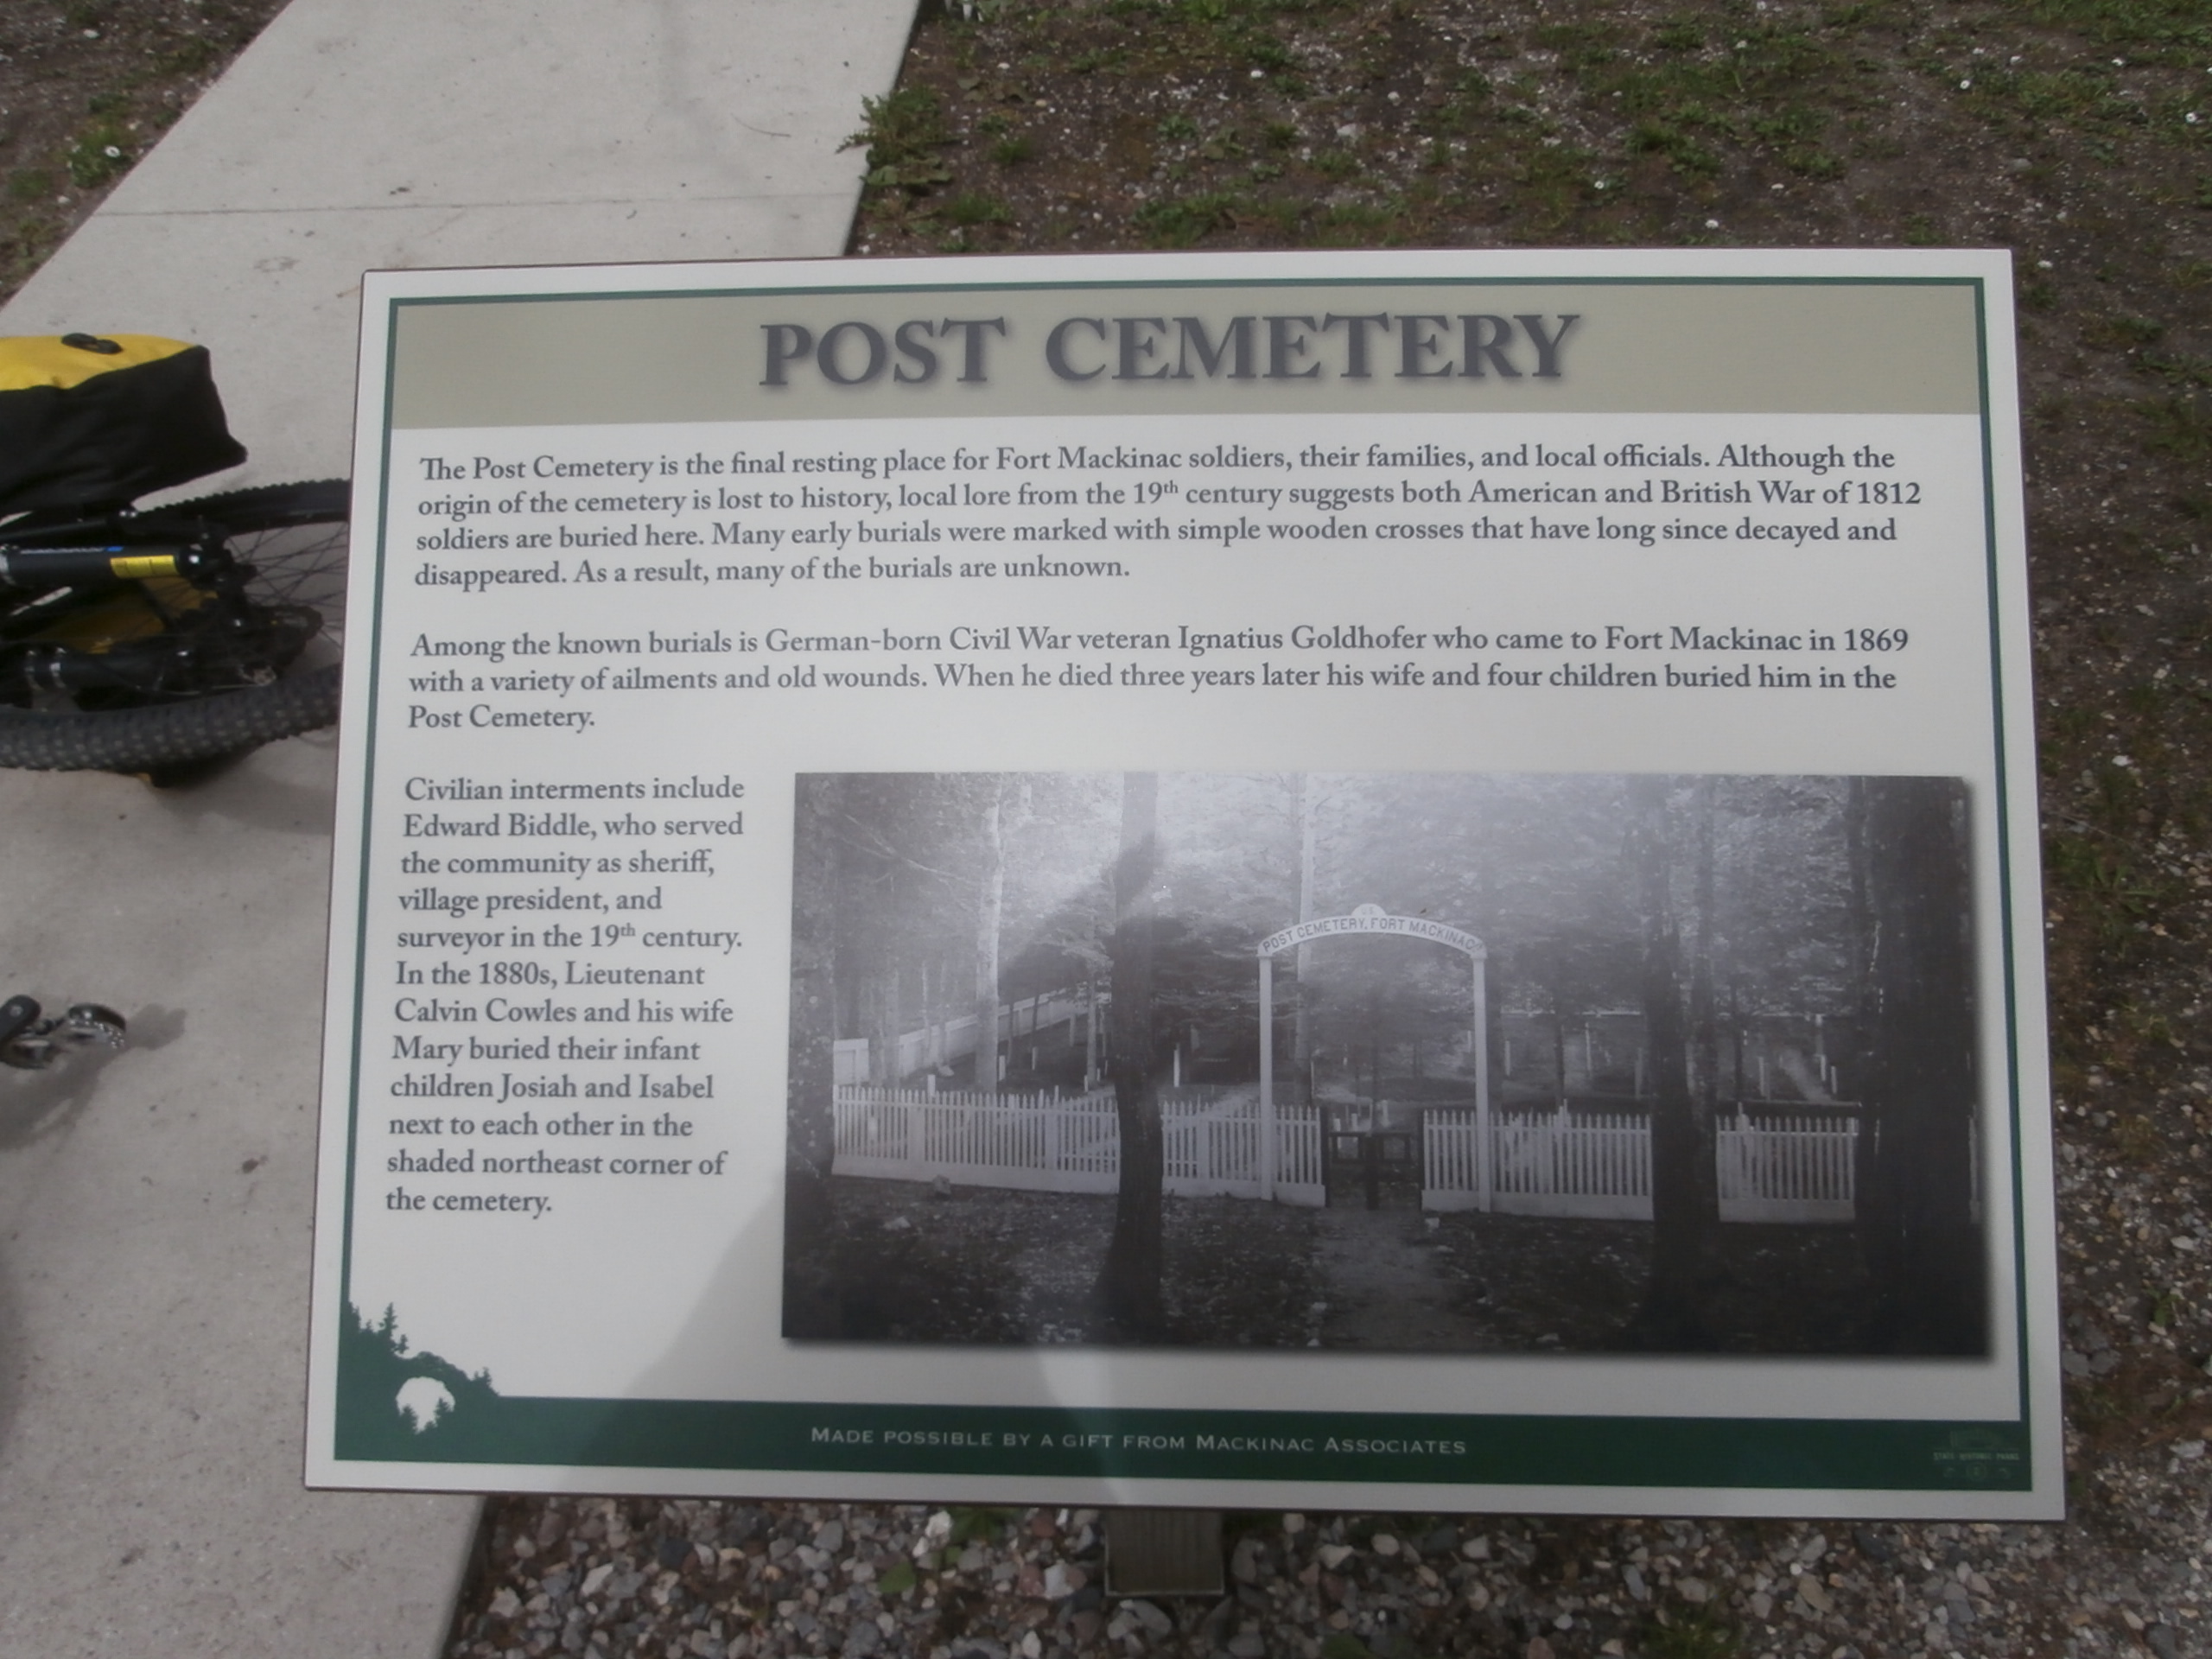 POST CEMETERY
The Post Cemetery is the final resting place for Fort Mackinac soldiers, their families, and local officials. Although the
origin of the cemetery is lost to history, local lore from the 19th century suggests both American and British War of 1812
soldiers are buried here. Many early burials were marked with simple wooden crosses that have long since decayed and
disappeared. As a result, many of the burials are unknown.
Among the known burials is German-born Civil War veteran Ignatius Goldhofer who came to Fort Mackinac in 1869
with a variety of ailments and old wounds. When he died three years later his wife and four children buried him in the
Post Cemetery.
Civilian interments include
Edward Biddle, who served
the community as sheriff,
village president, and
surveyor in the 19th century.
In the 1880s, Lieutenant
Calvin Cowles and his wife
Mary buried their infant
children Josiah and Isabel
next to each other in the
shaded northeast corner of
the cemetery.
POST CEMETERY, FORT MACKINAC
MADE POSSIBLE BY A GIFT FROM MACKINAC ASSOCIATES
STATE HISTORIC PARKS